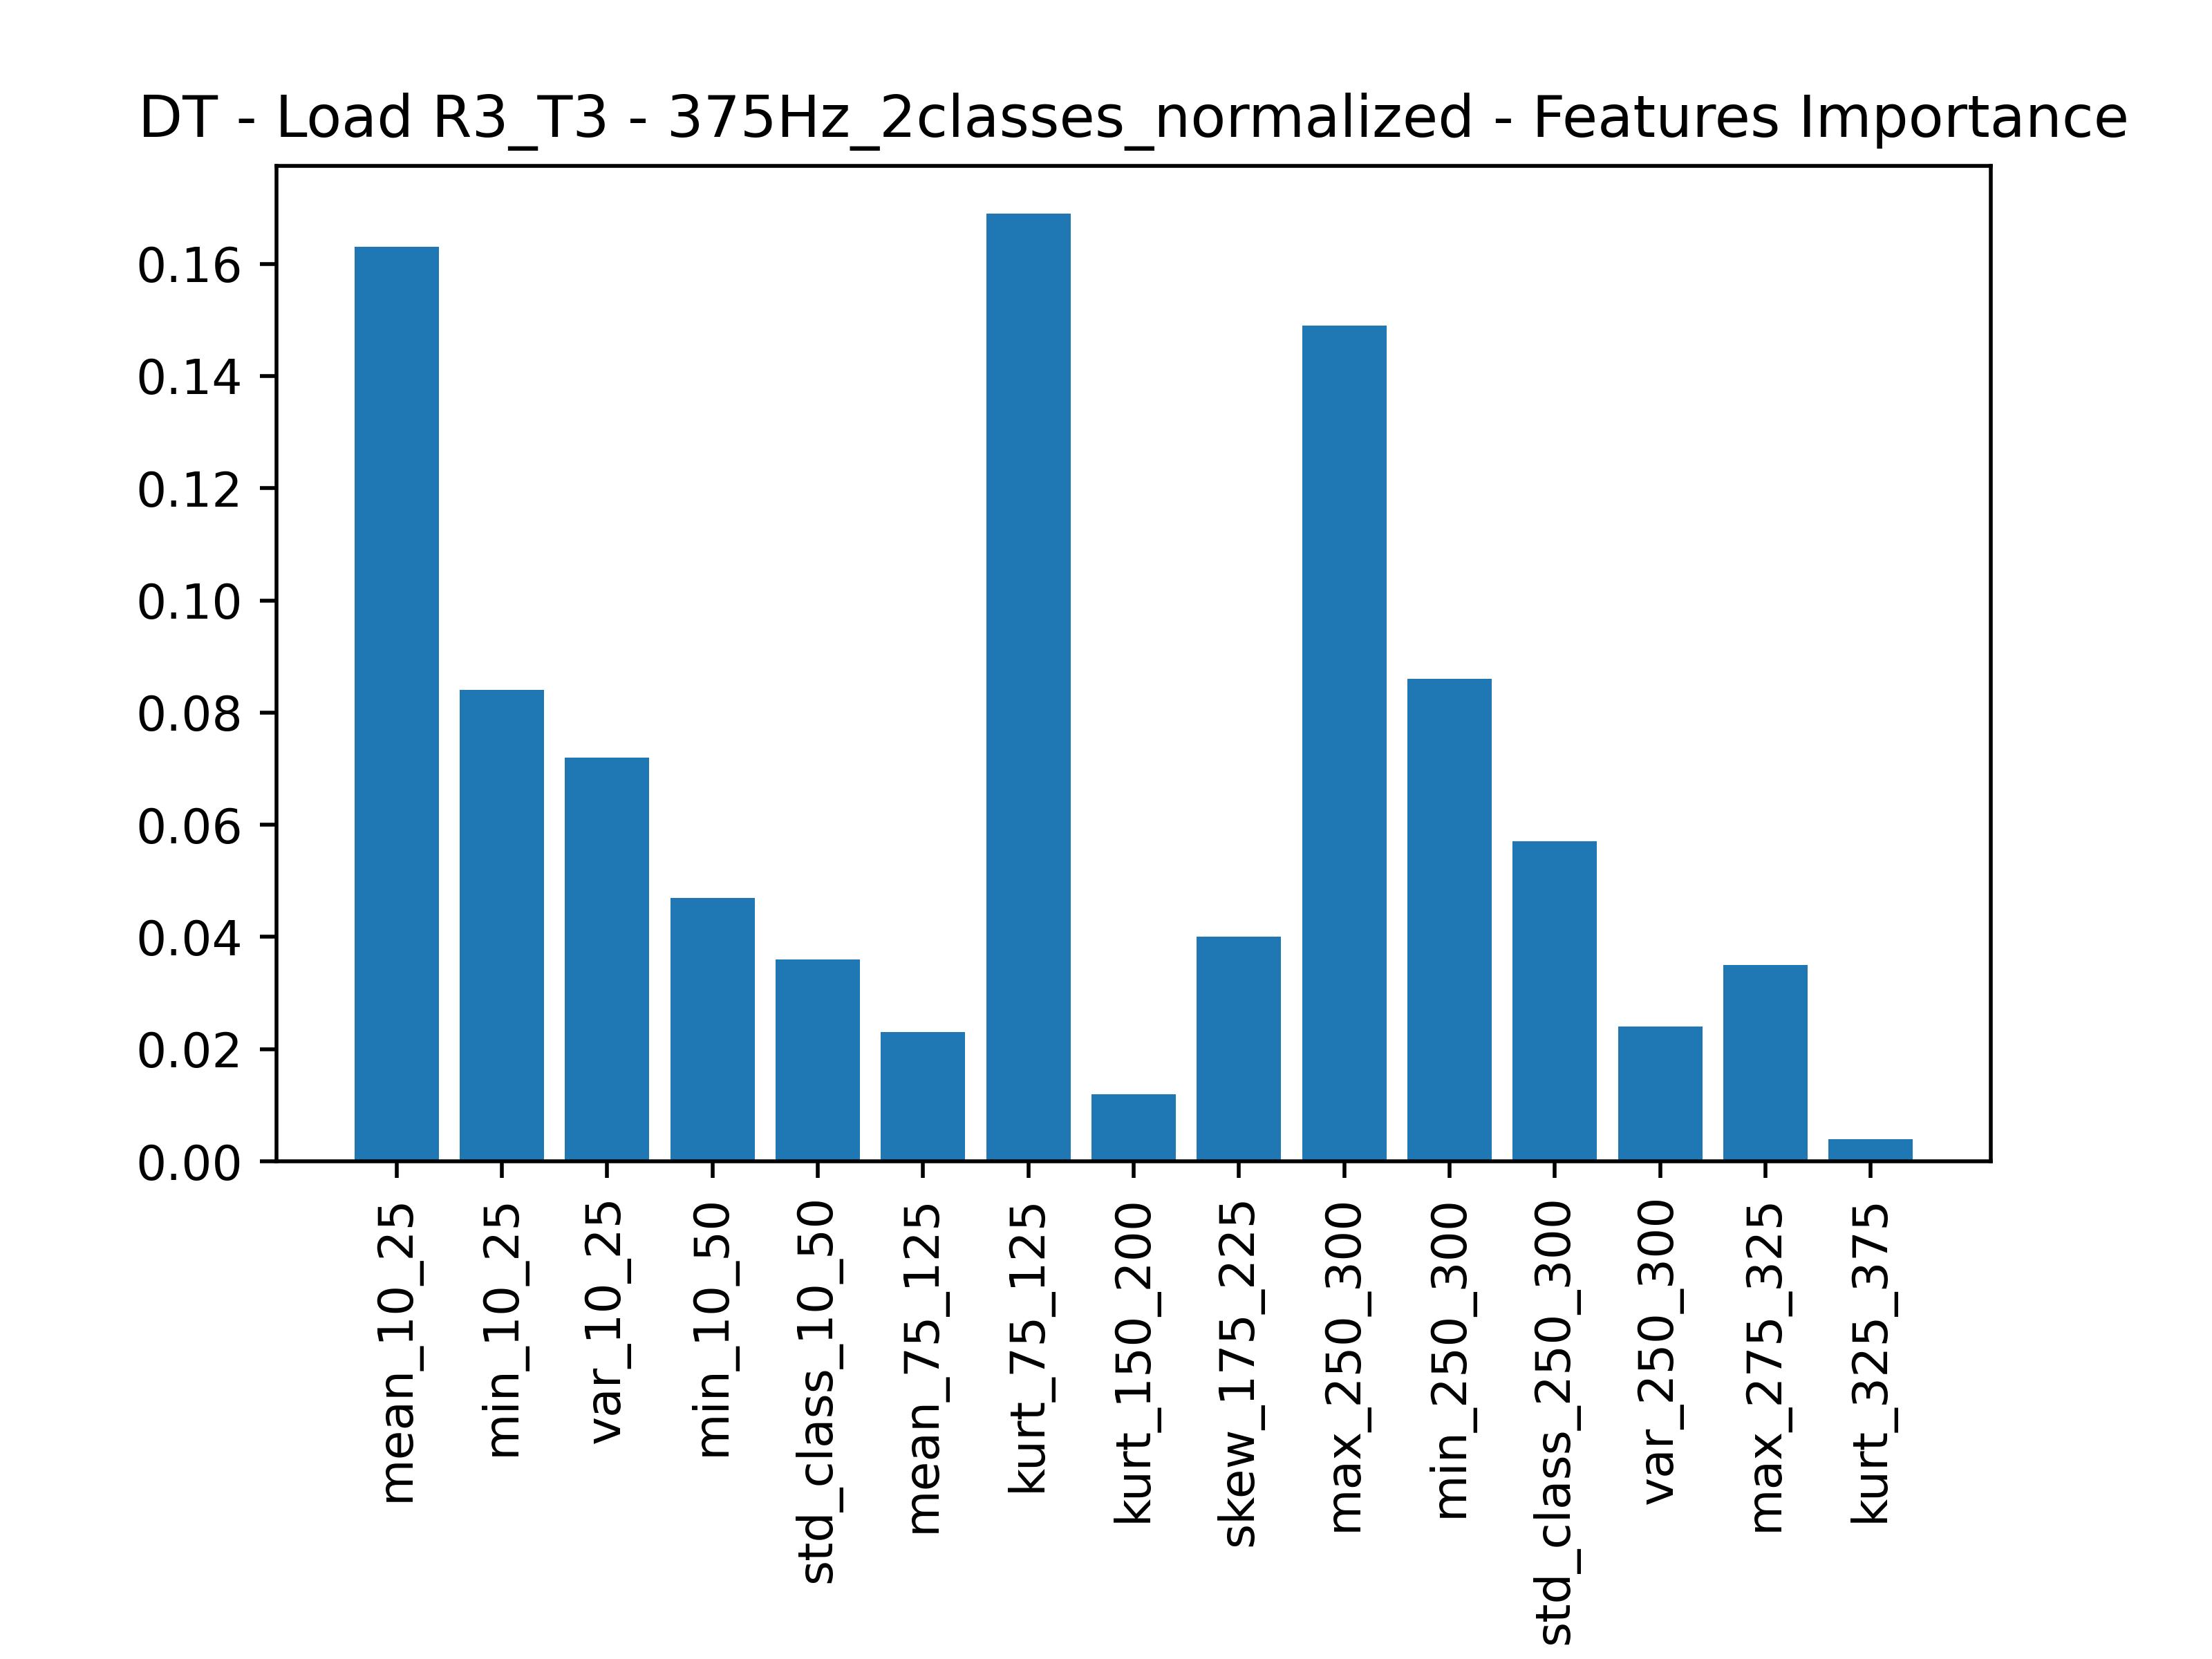 DT - Load R3_T3 - 375Hz_2classes_normalized - Features Importance
0.16
0.14
0.12
0.10
0.08
0.06
0.04
0.02
0.00
mean_10_25
min_10_25
var_10_25
min_10_50
std_class_10_50
mean_75_125
kurt_75_125
kurt_150_200
skew_175_225
max_250_300
min_250_300
std_class_250_300
var_250_300
max_275_325
kurt_325_375